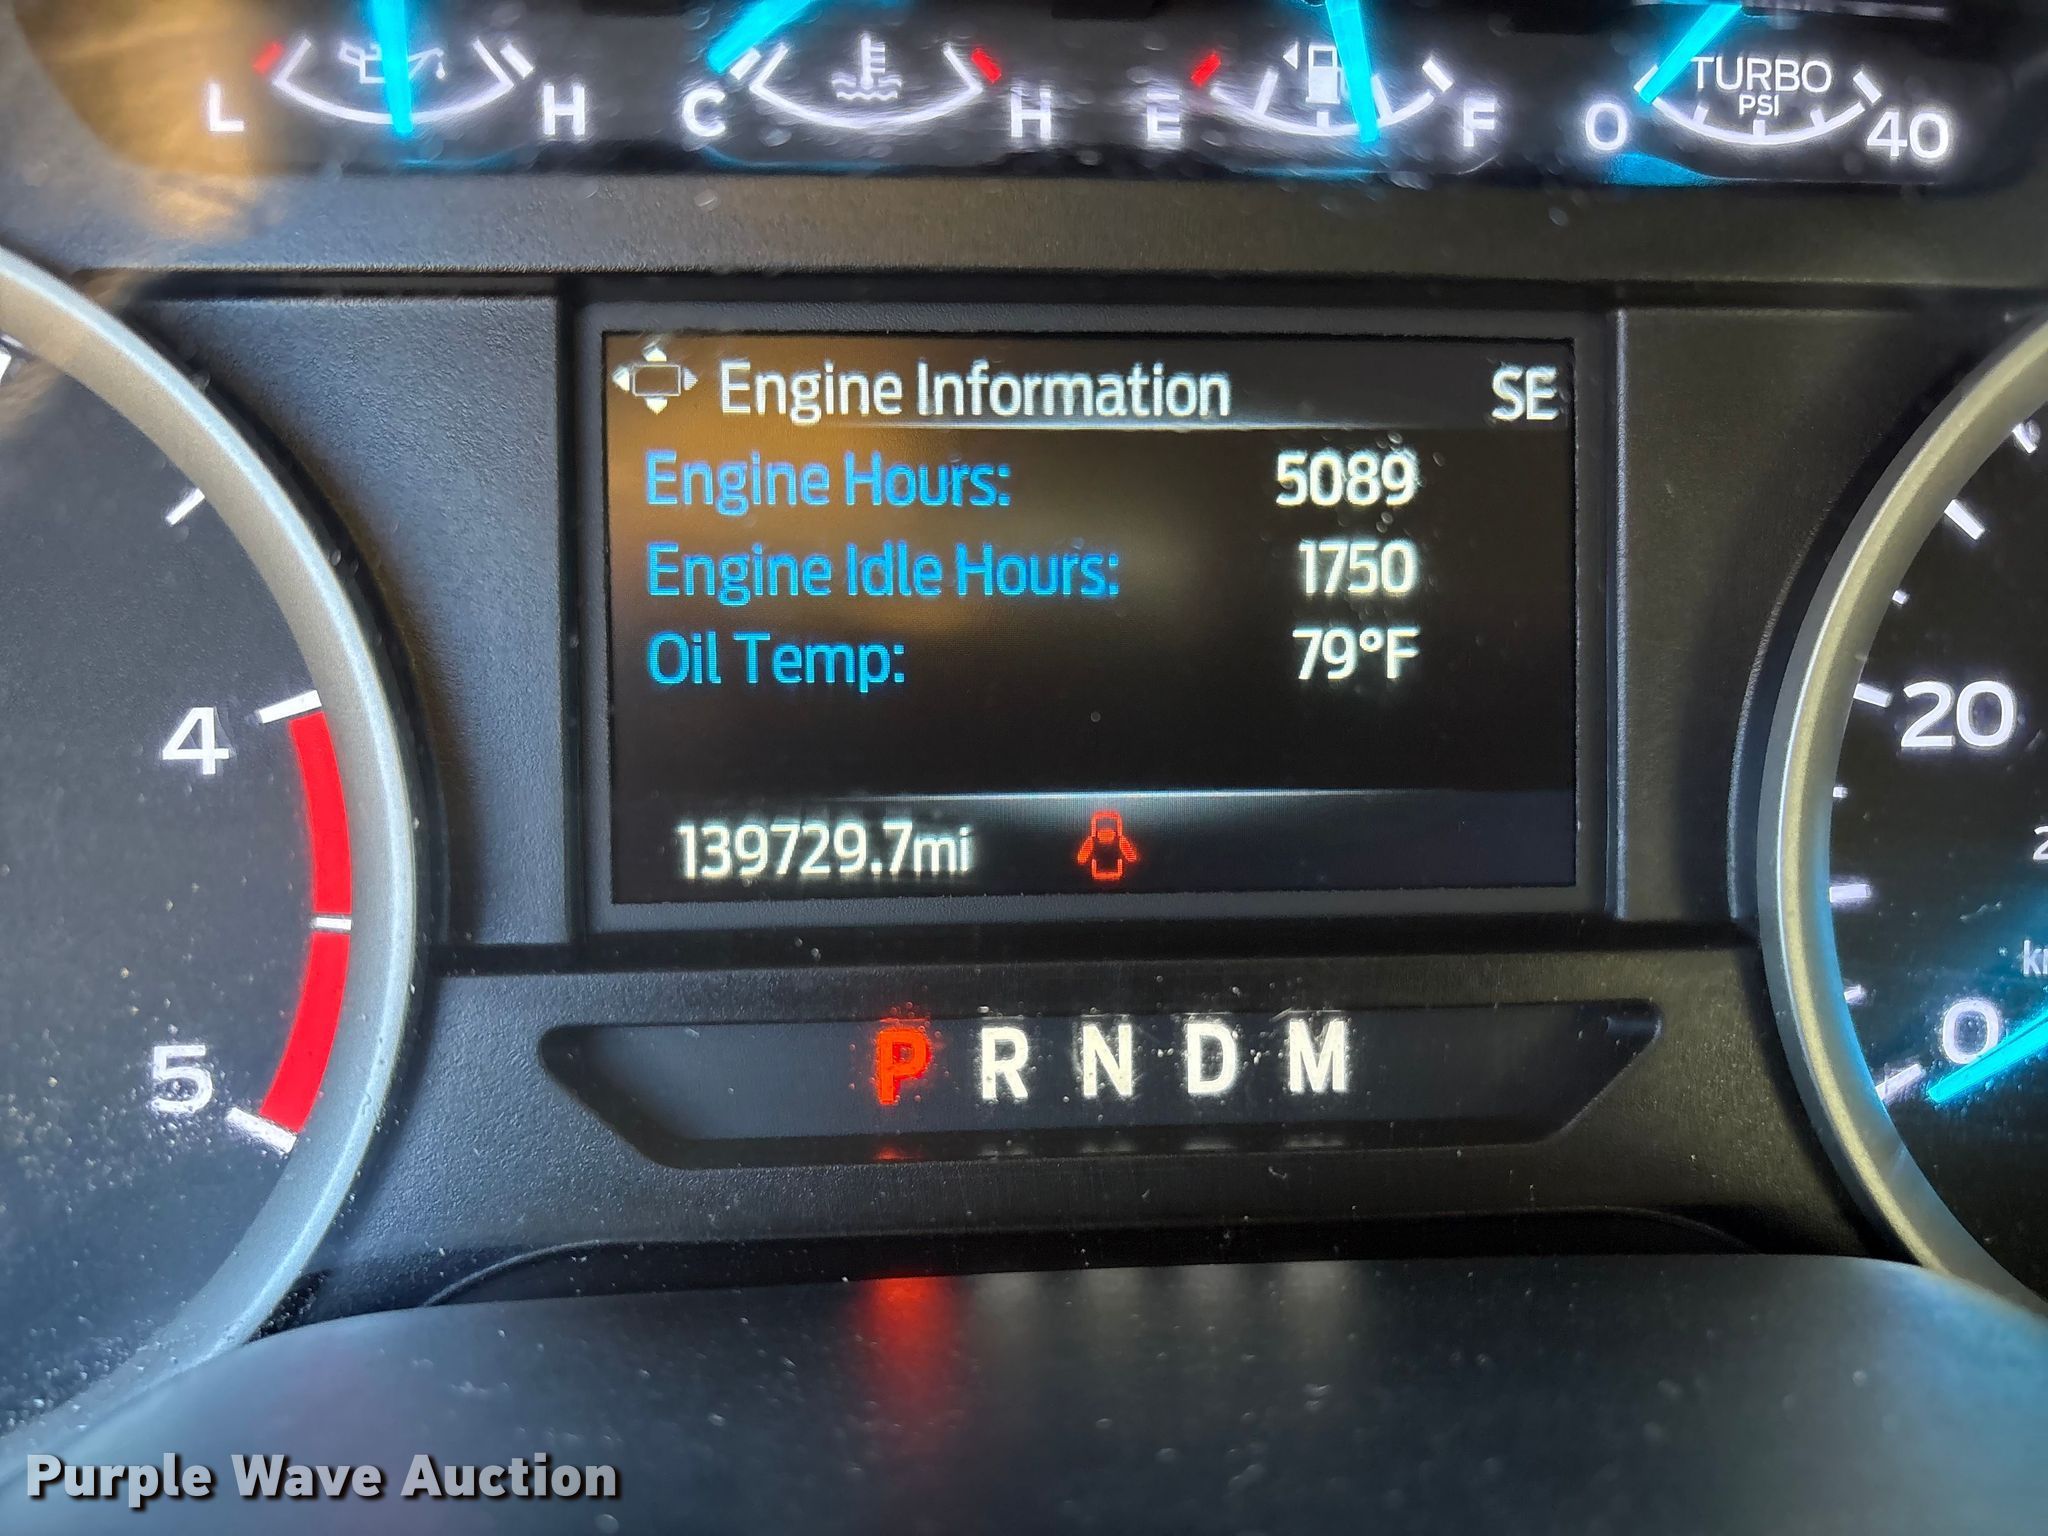 L H C H E F 0 TURBO PSI 40
Engine Information SE
Engine Hours: 5089
Engine Idle Hours: 1750
Oil Temp: 79°F
139729.7mi
4
5
20
0
P R N D M
Purple Wave Auction